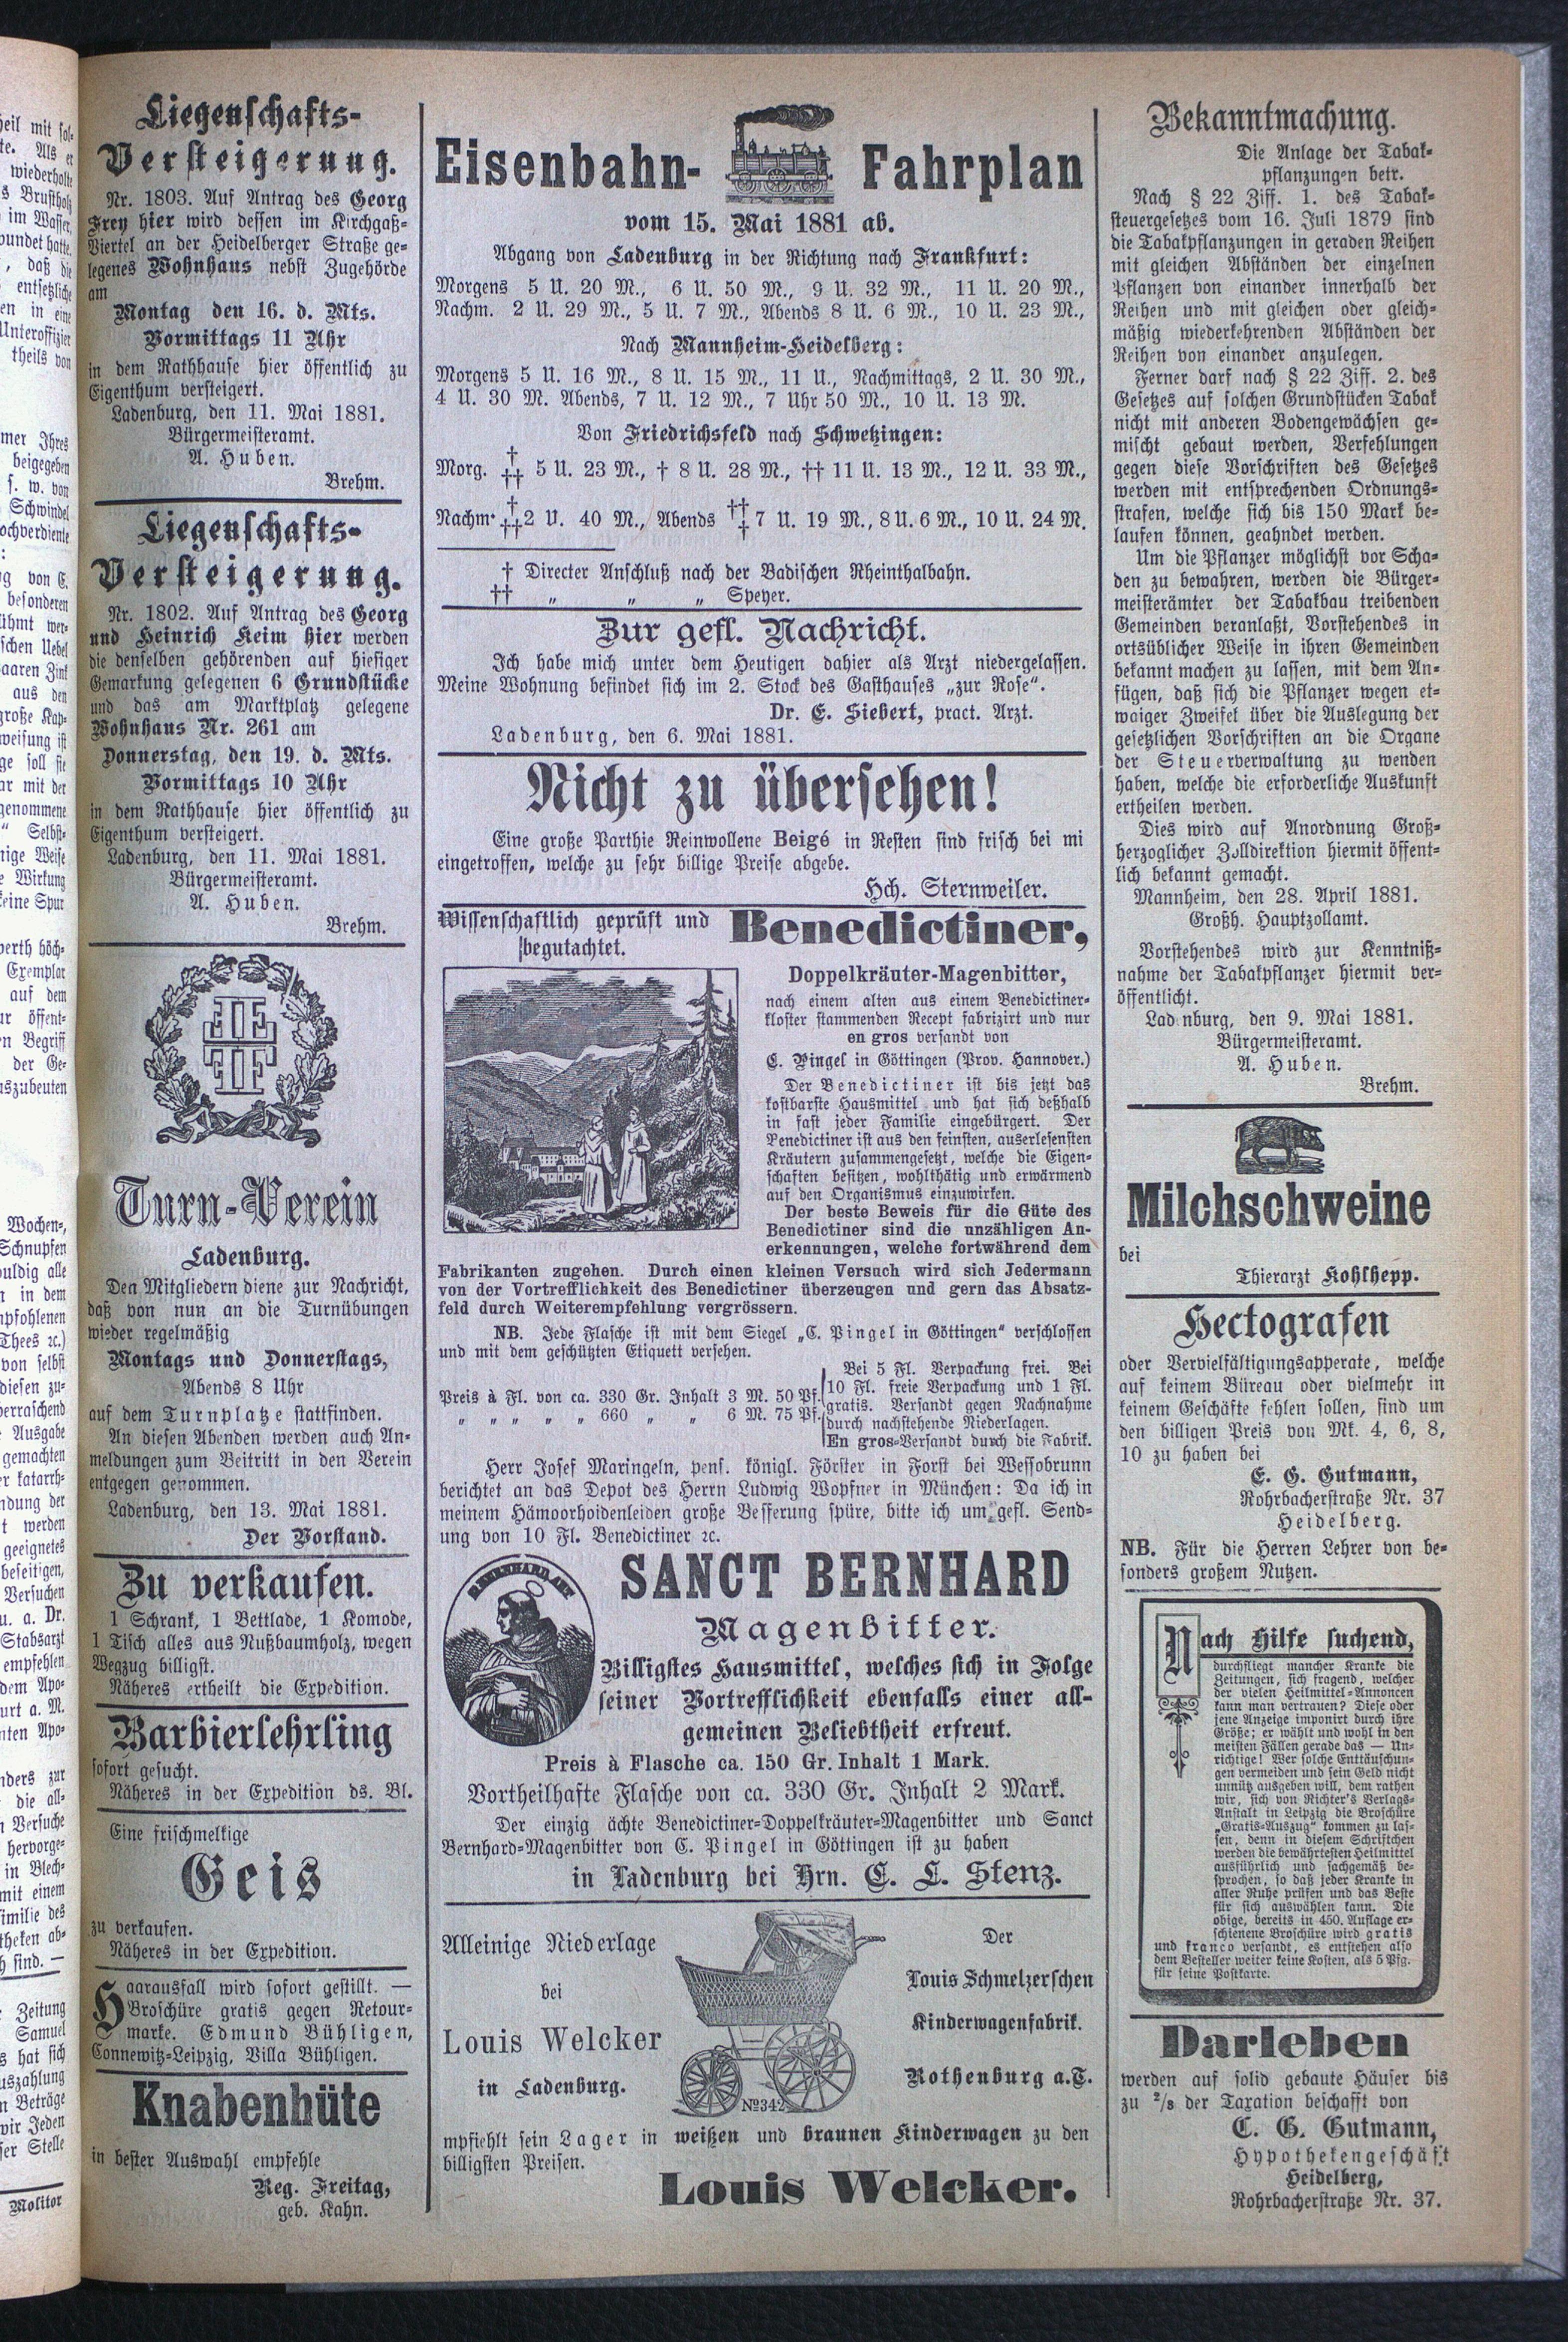 Liegenschafts-
Versteigerung.
Nr. 1803. Auf Antrag des Georg
Frey hier wird dessen im Kirchgaß-
Viertel an der Heidelberger Straße ge-
legenes Wohnhaus nebst Zugehörde
am
Montag den 16. d. Mts.
Vormittags 11 Uhr
in dem Rathhause hier öffentlich zu
Eigenthum versteigert.
Ladenburg, den 11. Mai 1881.
Bürgermeisteramt.
A. Huben.
Brehm.
Liegenschafts-
Versteigerung.
Nr. 1802. Auf Antrag des Georg
und Heinrich Keim hier werden
die denselben gehörenden auf hiesiger
Gemarkung gelegenen 6 Grundstücke
und das am Marktplatz gelegene
Wohnhaus Nr. 261 am
Donnerstag, den 19. d. Mts.
Vormittags 10 Uhr
in dem Rathhause hier öffentlich zu
Eigenthum versteigert.
Ladenburg, den 11. Mai 1881.
Bürgermeisteramt.
A. Huben.
Brehm.
Turn-Verein
Ladenburg.
Den Mitgliedern diene zur Nachricht,
daß von nun an die Turnübungen
wieder regelmäßig
Montags und Donnerstags,
Abends 8 Uhr
auf dem Turnplatze stattfinden.
An diesen Abenden werden auch An-
meldungen zum Beitritt in den Verein
entgegen genommen.
Ladenburg, den 13. Mai 1881.
Der Vorstand.
Zu verkaufen.
1 Schrank, 1 Bettlade, 1 Komode,
1 Tisch alles aus Nußbaumholz, wegen
Wegzug billigst.
Näheres ertheilt die Expedition.
Barbierlehrling
sofort gesucht.
Näheres in der Expedition ds. Bl.
Eine frischmelkige
Geis
zu verkaufen.
Näheres in der Expedition.
Haarausfall wird sofort gestillt. —
Broschüre gratis gegen Retour-
marke. Edmund Bühligen,
Connewitz-Leipzig, Villa Bühligen.
Knabenhüte
in bester Auswahl empfehle
Reg. Freitag,
geb. Kahn.
Eisenbahn- Fahrplan
vom 15. Mai 1881 ab.
Abgang von Ladenburg in der Richtung nach Frankfurt:
Morgens 5 U. 20 M., 6 U. 50 M., 9 U. 32 M., 11 U. 20 M.,
Nachm. 2 U. 29 M., 5 U. 7 M., Abends 8 U. 6 M., 10 U. 23 M.,
Nach Mannheim-Heidelberg:
Morgens 5 U. 16 M., 8 U. 15 M., 11 U., Nachmittags, 2 U. 30 M.,
4 U. 30 M. Abends, 7 U. 12 M., 7 Uhr 50 M., 10 U. 13 M.
Von Friedrichsfeld nach Schwetzingen:
Morg. † †† 5 U. 23 M., † 8 U. 28 M., †† 11 U. 13 M., 12 U. 33 M.,
Nachm. † †† 2 U. 40 M., Abends †† † 7 U. 19 M., 8 U. 6 M., 10 U. 24 M.
† Directer Anschluß nach der Badischen Rheinthalbahn.
†† „ „ „ Speyer.
Zur gefl. Nachricht.
Ich habe mich unter dem Heutigen dahier als Arzt niedergelassen.
Meine Wohnung befindet sich im 2. Stock des Gasthauses „zur Rose“.
Dr. E. Siebert, pract. Arzt.
Ladenburg, den 6. Mai 1881.
Nicht zu übersehen!
Eine große Parthie Reinwollene Beigé in Resten sind frisch bei mi
eingetroffen, welche zu sehr billige Preise abgebe.
Hch. Sternweiler.
Wissenschaftlich geprüft und
begutachtet.
Benedictiner,
Doppelkräuter-Magenbitter,
nach einem alten aus einem Benedictiner-
kloster stammenden Recept fabrizirt und nur
en gros versandt von
C. Pingel in Göttingen (Prov. Hannover.)
Der Benedictiner ist bis jetzt das
kostbarste Hausmittel und hat sich deßhalb
in fast jeder Familie eingebürgert. Der
Benedictiner ist aus den feinsten, auserlesensten
Kräutern zusammengesetzt, welche die Eigen-
schaften besitzen, wohlthätig und erwärmend
auf den Organismus einzuwirken.
Der beste Beweis für die Güte des
Benedictiner sind die unzähligen An-
erkennungen, welche fortwährend dem
Fabrikanten zugehen. Durch einen kleinen Versuch wird sich Jedermann
von der Vortrefflichkeit des Benedictiner überzeugen und gern das Absatz-
feld durch Weiterempfehlung vergrössern.
NB. Jede Flasche ist mit dem Siegel „C. Pingel in Göttingen“ verschlossen
und mit dem geschützten Etiquett versehen.
Preis à Fl. von ca. 330 Gr. Inhalt 3 M. 50 Pf.
„ „ „ „ „ 660 „ „ 6 M. 75 Pf.
Bei 5 Fl. Verpackung frei. Bei
10 Fl. freie Verpackung und 1 Fl.
gratis. Versandt gegen Nachnahme
durch nachstehende Niederlagen.
En gros-Versandt durch die Fabrik.
Herr Josef Maringeln, pens. königl. Förster in Forst bei Wessobrunn
berichtet an das Depot des Herrn Ludwig Wopfner in München: Da ich in
meinem Hämoorhoidenleiden große Besserung spüre, bitte ich um gefl. Send-
ung von 10 Fl. Benedictiner ꝛc.
S. BERNHARD. ABT
SANCT BERNHARD
Magenbitter.
Billigstes Hausmittel, welches sich in Folge
seiner Vortrefflichkeit ebenfalls einer all-
gemeinen Beliebtheit erfreut.
Preis à Flasche ca. 150 Gr. Inhalt 1 Mark.
Vortheilhafte Flasche von ca. 330 Gr. Inhalt 2 Mark.
Der einzig ächte Benedictiner-Doppelkräuter-Magenbitter und Sanct
Bernhard-Magenbitter von C. Pingel in Göttingen ist zu haben
in Ladenburg bei Hrn. C. L. Stenz.
Alleinige Niederlage
bei
Louis Welcker
in Ladenburg.
No 342
Der
Louis Schmelzerschen
Kinderwagenfabrik.
Rothenburg a.T.
mpfiehlt sein Lager in weißen und braunen Kinderwagen zu den
billigsten Preisen.
Louis Welcker.
Bekanntmachung.
Die Anlage der Tabak-
pflanzungen betr.
Nach § 22 Ziff. 1. des Tabak-
steuergesetzes vom 16. Juli 1879 sind
die Tabakpflanzungen in geraden Reihen
mit gleichen Abständen der einzelnen
Pflanzen von einander innerhalb der
Reihen und mit gleichen oder gleich-
mäßig wiederkehrenden Abständen der
Reihen von einander anzulegen.
Ferner darf nach § 22 Ziff. 2. des
Gesetzes auf solchen Grundstücken Tabak
nicht mit anderen Bodengewächsen ge-
mischt gebaut werden, Verfehlungen
gegen diese Vorschriften des Gesetzes
werden mit entsprechenden Ordnungs-
strafen, welche sich bis 150 Mark be-
laufen können, geahndet werden.
Um die Pflanzer möglichst vor Scha-
den zu bewahren, werden die Bürger-
meisterämter der Tabakbau treibenden
Gemeinden veranlaßt, Vorstehendes in
ortsüblicher Weise in ihren Gemeinden
bekannt machen zu lassen, mit dem An-
fügen, daß sich die Pflanzer wegen et-
waiger Zweifel über die Auslegung der
gesetzlichen Vorschriften an die Organe
der Steuerverwaltung zu wenden
haben, welche die erforderliche Auskunft
ertheilen werden.
Dies wird auf Anordnung Groß-
herzoglicher Zolldirektion hiermit öffent-
lich bekannt gemacht.
Mannheim, den 28. April 1881.
Großh. Hauptzollamt.
Vorstehendes wird zur Kenntniß-
nahme der Tabakpflanzer hiermit ver-
öffentlicht.
Lad nburg, den 9. Mai 1881.
Bürgermeisteramt.
A. Huben.
Brehm.
Milchschweine
bei
Thierarzt Kohlhepp.
Hectografen
oder Vervielfältigungsapperate, welche
auf keinem Büreau oder vielmehr in
keinem Geschäfte fehlen sollen, sind um
den billigen Preis von Mk. 4, 6, 8,
10 zu haben bei
E. G. Gutmann,
Rohrbacherstraße Nr. 37
Heidelberg.
NB. Für die Herren Lehrer von be-
sonders großem Nutzen.
Nach Hilfe suchend,
durchfliegt mancher Kranke die
Zeitungen, sich fragend, welcher
der vielen Heilmittel-Annoncen
kann man vertrauen? Diese oder
jene Anzeige imponirt durch ihre
Größe; er wählt und wohl in den
meisten Fällen gerade das — Un-
richtige! Wer solche Enttäuschun-
gen vermeiden und sein Geld nicht
unnütz ausgeben will, dem rathen
wir, sich von Richter's Verlags-
Anstalt in Leipzig die Broschüre
„Gratis-Auszug“ kommen zu las-
sen, denn in diesem Schriftchen
werden die bewährtesten Heilmittel
ausführlich und sachgemäß be-
sprochen, so daß jeder Kranke in
aller Ruhe prüfen und das Beste
für sich auswählen kann. Die
obige, bereits in 450. Auflage er-
schienene Broschüre wird gratis
und franco versandt, es entstehen also
dem Besteller weiter keine Kosten, als 5 Pfg.
für seine Postkarte.
Darlehen
werden auf solid gebaute Häuser bis
zu 2/3 der Taxation beschafft von
C. G. Gutmann,
Hypothekengeschäft
Heidelberg,
Rohrbacherstraße Nr. 37.